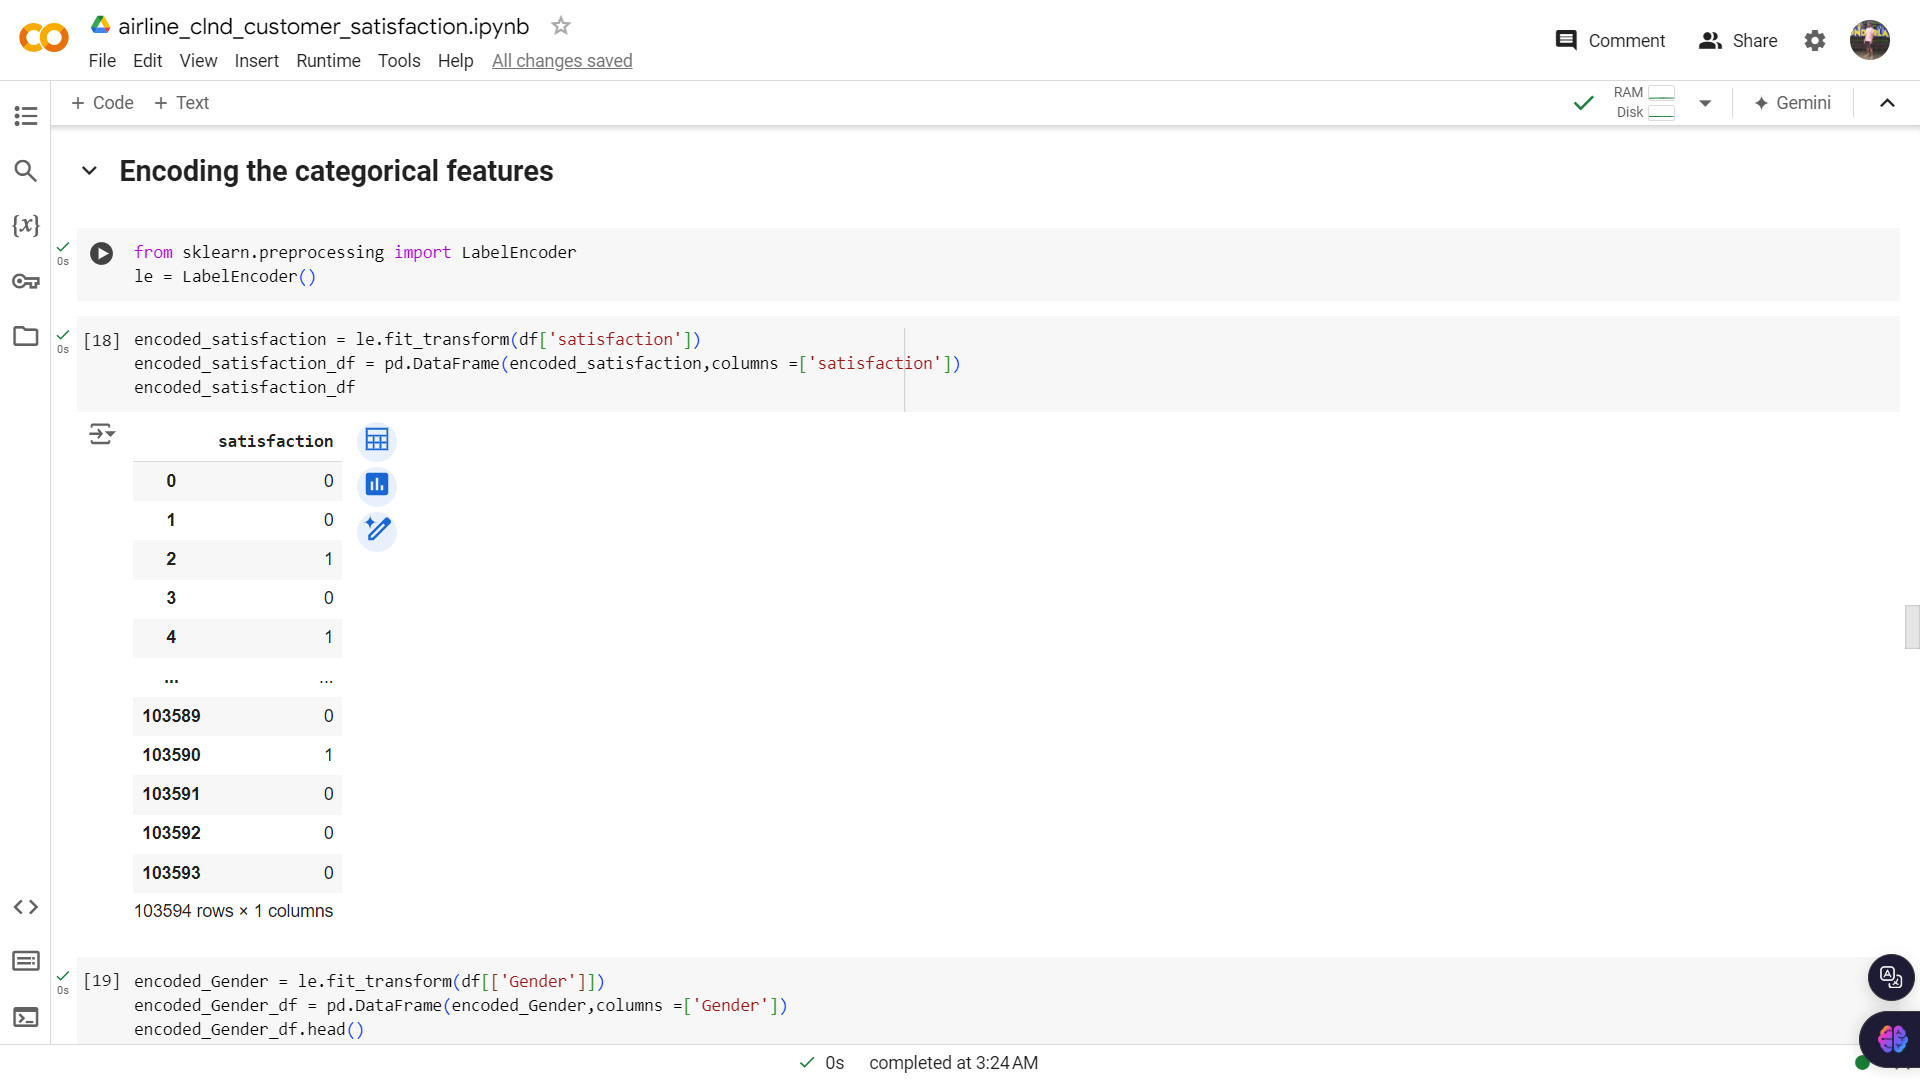 airline_clnd_customer_satisfaction.ipynb
File Edit View Insert Runtime Tools Help All changes saved
Comment Share
+ Code + Text
RAM
Disk
Gemini
Encoding the categorical features
{x}
0s
from sklearn.preprocessing import LabelEncoder
le = LabelEncoder()
0s
[18] encoded_satisfaction = le.fit_transform(df['satisfaction'])
encoded_satisfaction_df = pd.DataFrame(encoded_satisfaction,columns =['satisfaction'])
encoded_satisfaction_df
satisfaction
0 0
1 0
2 1
3 0
4 1
... ...
103589 0
103590 1
103591 0
103592 0
103593 0
103594 rows × 1 columns
0s
[19] encoded_Gender = le.fit_transform(df[['Gender']])
encoded_Gender_df = pd.DataFrame(encoded_Gender,columns =['Gender'])
encoded_Gender_df.head()
0s completed at 3:24 AM